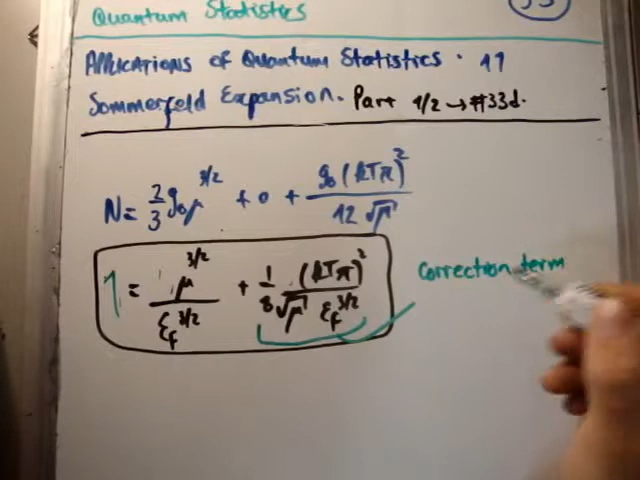 Quantum Statistics
33
APPLICATIONS OF Quantum Statistics · 11
Sommerfeld Expansion. Part 1/2 → #33d.
N = 2/3 g₀ μ^3/2 + 0 + g₀ (kTπ)² / 12 √μ
1 = μ^3/2 / ε_f^3/2 + 1/8 (kTπ)² / √μ ε_f^3/2
Correction term